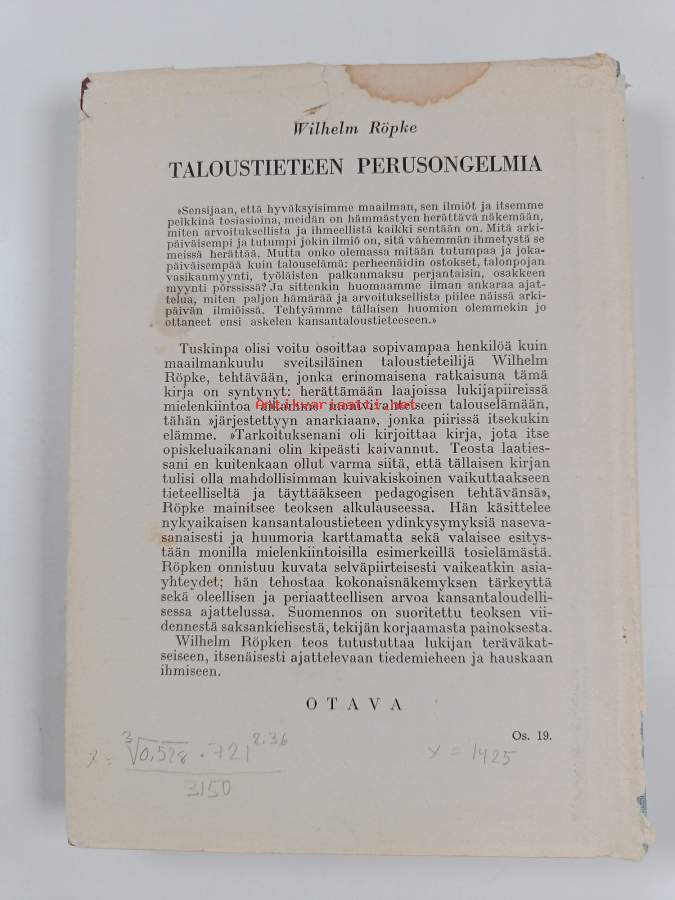 Wilhelm Röpke
TALOUSTIETEEN PERUSONGELMIA
»Sensijaan, että hyväksyisimme maailman, sen ilmiöt ja itsemme
pelkkinä tosiasioina, meidän on hämmästyen herättävä näkemään,
miten arvoituksellista ja ihmeellistä kaikki sentään on. Mitä arki-
päiväisempi ja tutumpi jokin ilmiö on, sitä vähemmän ihmetystä se
meissä herättää. Mutta onko olemassa mitään tutumpaa ja joka-
päiväisempää kuin talouselämä: perheenäidin ostokset, talonpojan
vasikanmyynti, työläisten palkanmaksu perjantaisin, osakkeen
myynti pörssissä? Ja sittenkin huomaamme ilman ankaraa ajat-
telua, miten paljon hämärää ja arvoituksellista piilee näissä arki-
päivän ilmiöissä. Tehtyämme tällaisen huomion olemmekin jo
ottaneet ensi askelen kansantaloustieteeseen.»
Tuskinpa olisi voitu osoittaa sopivampaa henkilöä kuin
maailmankuulu sveitsiläinen taloustieteilijä Wilhelm
Röpke, tehtävään, jonka erinomaisena ratkaisuna tämä
kirja on syntynyt: herättämään laajoissa lukijapiireissä
mielenkiintoa aikamme monivaiheiseen talouselämään,
Antikvariaatti.net
tähän »järjestettyyn anarkiaan», jonka piirissä itsekukin
elämme. »Tarkoituksenani oli kirjoittaa kirja, jota itse
opiskeluaikanani olin kipeästi kaivannut. Teosta laaties-
sani en kuitenkaan ollut varma siitä, että tällaisen kirjan
tulisi olla mahdollisimman kuivakiskoinen vaikuttaakseen
tieteelliseltä ja täyttääkseen pedagogisen tehtävänsä»,
Röpke mainitsee teoksen alkulauseessa. Hän käsittelee
nykyaikaisen kansantaloustieteen ydinkysymyksiä naseva-
sanaisesti ja huumoria karttamatta sekä valaisee esitys-
tään monilla mielenkiintoisilla esimerkeillä tosielämästä.
Röpken onnistuu kuvata selväpiirteisesti vaikeatkin asia-
yhteydet; hän tehostaa kokonaisnäkemyksen tärkeyttä
sekä oleellisen ja periaatteellisen arvoa kansantaloudelli-
sessa ajattelussa. Suomennos on suoritettu teoksen vii-
dennestä saksankielisestä, tekijän korjaamasta painoksesta.
Wilhelm Röpken teos tutustuttaa lukijan teräväkat-
seiseen, itsenäisesti ajattelevaan tiedemieheen ja hauskaan
ihmiseen.
OTAVA
Os. 19.
x = ³√0,528 · 721^2.36
3150
x = 1425